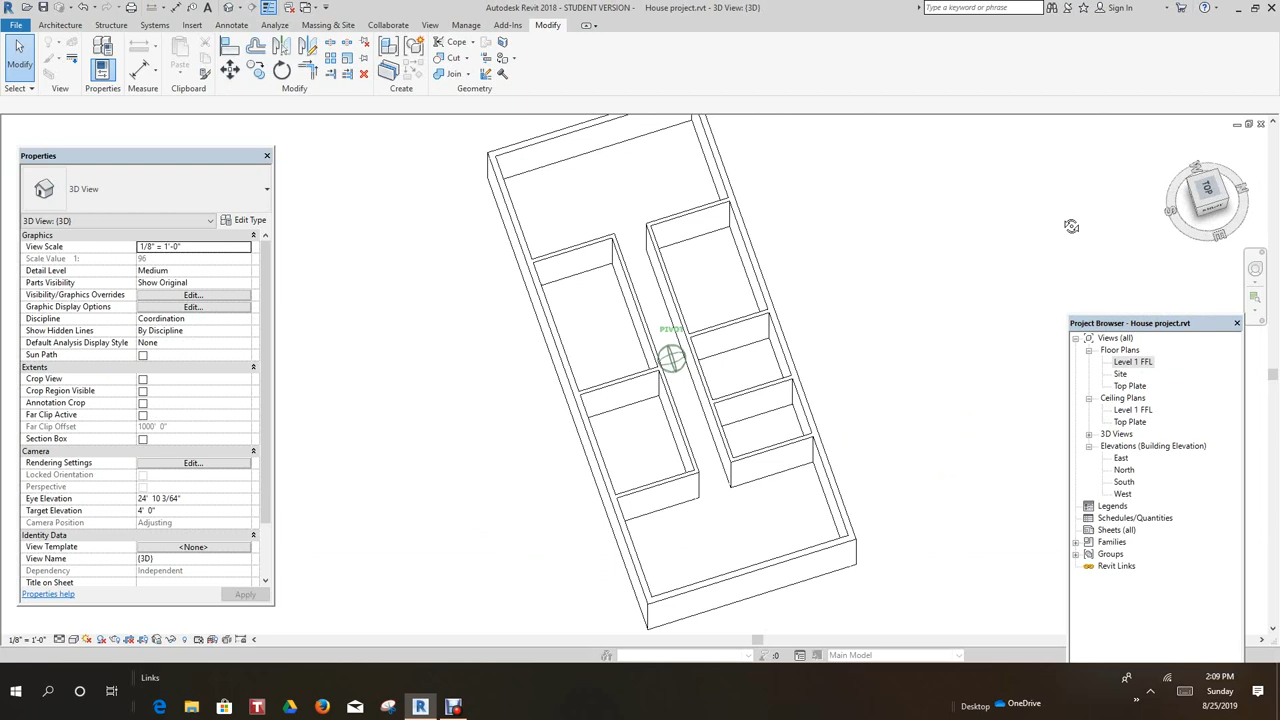 Autodesk Revit 2018 - STUDENT VERSION - House project.rvt - 3D View: {3D}
Type a keyword or phrase
Sign In
File Architecture Structure Systems Insert Annotate Analyze Massing & Site Collaborate View Manage Add-Ins Modify
Modify
Properties
Paste
Cope
Cut
Join
Select View Properties Measure Clipboard Modify Create Geometry
Properties
3D View
3D View: {3D}
Edit Type
Graphics
View Scale 1/8" = 1'-0"
Scale Value 1: 96
Detail Level Medium
Parts Visibility Show Original
Visibility/Graphics Overrides Edit...
Graphic Display Options Edit...
Discipline Coordination
Show Hidden Lines By Discipline
Default Analysis Display Style None
Sun Path
Extents
Crop View
Crop Region Visible
Annotation Crop
Far Clip Active
Far Clip Offset 1000' 0"
Section Box
Camera
Rendering Settings Edit...
Locked Orientation
Perspective
Eye Elevation 24' 10 3/64"
Target Elevation 4' 0"
Camera Position Adjusting
Identity Data
View Template <None>
View Name {3D}
Dependency Independent
Title on Sheet
Properties help
Apply
PIVOT
TOP
Project Browser - House project.rvt
Views (all)
Floor Plans
Level 1 FFL
Site
Top Plate
Ceiling Plans
Level 1 FFL
Top Plate
3D Views
Elevations (Building Elevation)
East
North
South
West
Legends
Schedules/Quantities
Sheets (all)
Families
Groups
Revit Links
1/8" = 1'-0"
:0
Main Model
Links
Desktop
OneDrive
2:09 PM
Sunday
8/25/2019